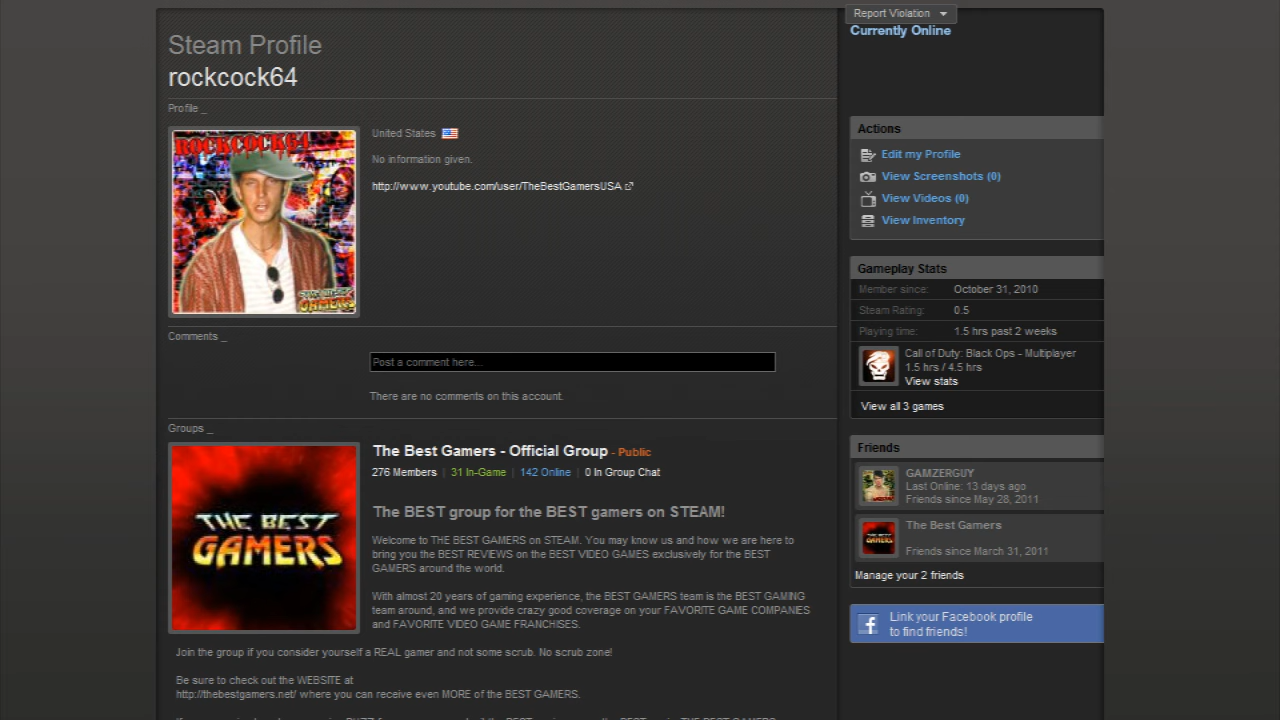 Report Violation
Currently Online
Steam Profile
rockcock64
Profile _
ROCKCOCK64
THE BEST
GAMERS
United States
No information given.
http://www.youtube.com/user/TheBestGamersUSA
Actions
Edit my Profile
View Screenshots (0)
View Videos (0)
View Inventory
Gameplay Stats
Member since: October 31, 2010
Steam Rating: 0.5
Playing time: 1.5 hrs past 2 weeks
Call of Duty: Black Ops - Multiplayer
1.5 hrs / 4.5 hrs
View stats
View all 3 games
Comments _
Post a comment here...
There are no comments on this account.
Groups _
THE BEST
GAMERS
The Best Gamers - Official Group - Public
276 Members | 31 In-Game | 142 Online | 0 In Group Chat
The BEST group for the BEST gamers on STEAM!
Welcome to THE BEST GAMERS on STEAM. You may know us and how we are here to
bring you the BEST REVIEWS on the BEST VIDEO GAMES exclusively for the BEST
GAMERS around the world.
With almost 20 years of gaming experience, the BEST GAMERS team is the BEST GAMING
team around, and we provide crazy good coverage on your FAVORITE GAME COMPANIES
and FAVORITE VIDEO GAME FRANCHISES.
Join the group if you consider yourself a REAL gamer and not some scrub. No scrub zone!
Be sure to check out the WEBSITE at
http://thebestgamers.net/ where you can receive even MORE of the BEST GAMERS.
Friends
GAMZERGUY
Last Online: 13 days ago
Friends since May 28, 2011
THE BEST
GAMERS
The Best Gamers
Friends since March 31, 2011
Manage your 2 friends
Link your Facebook profile
to find friends!